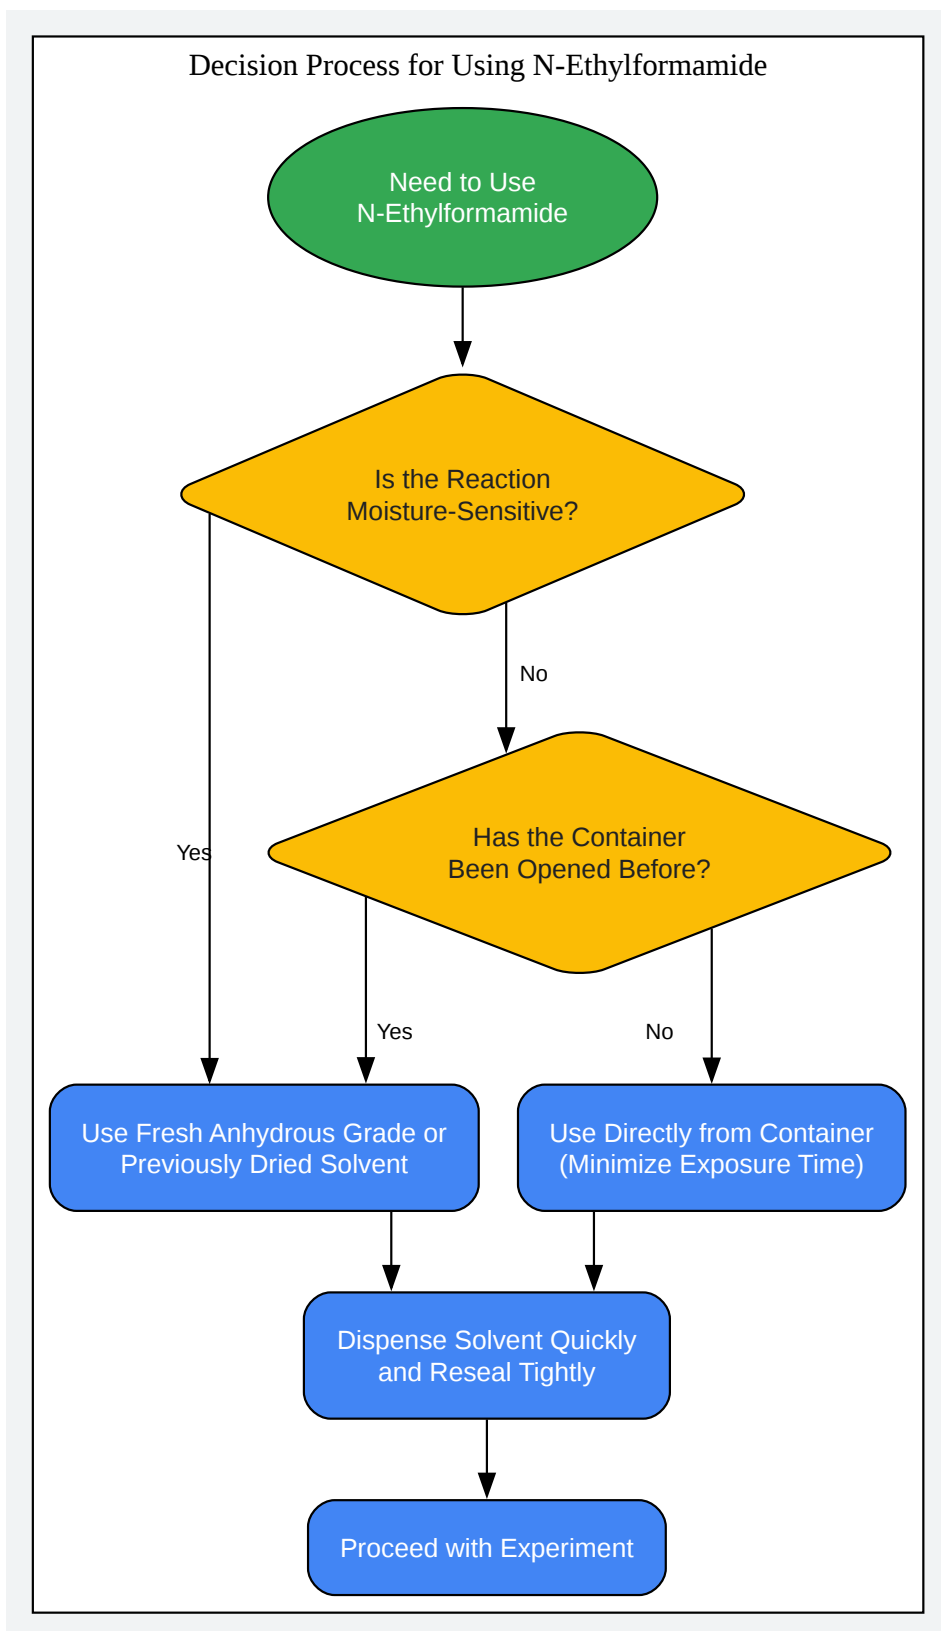 Decision Process for Using N-Ethylformamide
Need to Use
N-Ethylformamide
Is the Reaction
Moisture-Sensitive?
No
Has the Container
Been Opened Before?
Yes
Yes
No
Use Fresh Anhydrous Grade or
Previously Dried Solvent
Use Directly from Container
(Minimize Exposure Time)
Dispense Solvent Quickly
and Reseal Tightly
Proceed with Experiment